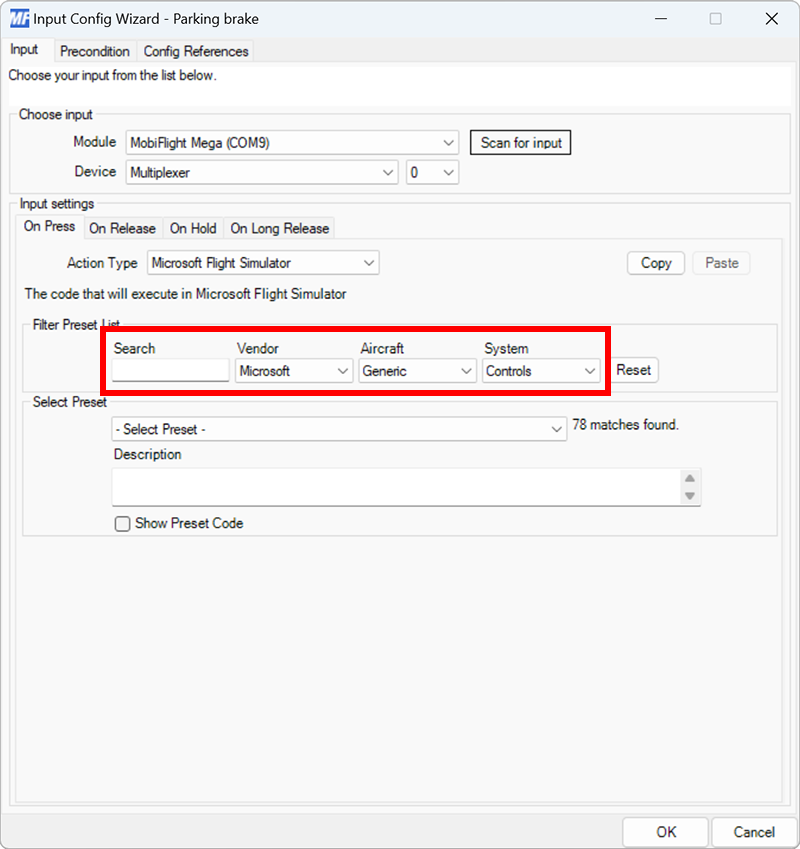 MF Input Config Wizard - Parking brake
Input Precondition Config References
Choose your input from the list below.
Choose input
Module MobiFlight Mega (COM9) Scan for input
Device Multiplexer 0
Input settings
On Press On Release On Hold On Long Release
Action Type Microsoft Flight Simulator Copy Paste
The code that will execute in Microsoft Flight Simulator
Filter Preset List
Search Vendor Aircraft System
Microsoft Generic Controls Reset
Select Preset
- Select Preset - 78 matches found.
Description
Show Preset Code
OK Cancel